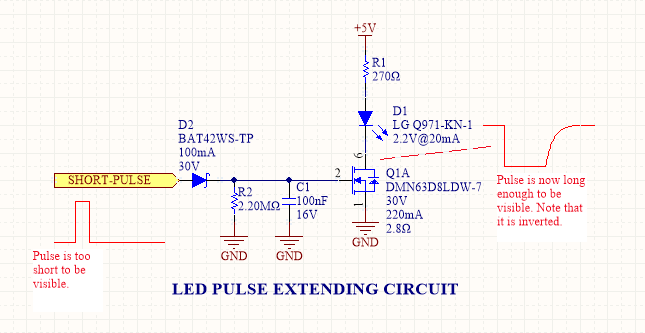 +5V
R1
270Ω
D1
LG Q971-KN-1
2.2V@20mA
D2
BAT42WS-TP
100mA
30V
SHORT-PULSE
R2
2.20MΩ
C1
100nF
16V
2
6
1
Q1A
DMN63D8LDW-7
30V
220mA
2.8Ω
GND
GND
GND
Pulse is too
short to be
visible.
Pulse is now long
enough to be
visible. Note that
it is inverted.
LED PULSE EXTENDING CIRCUIT